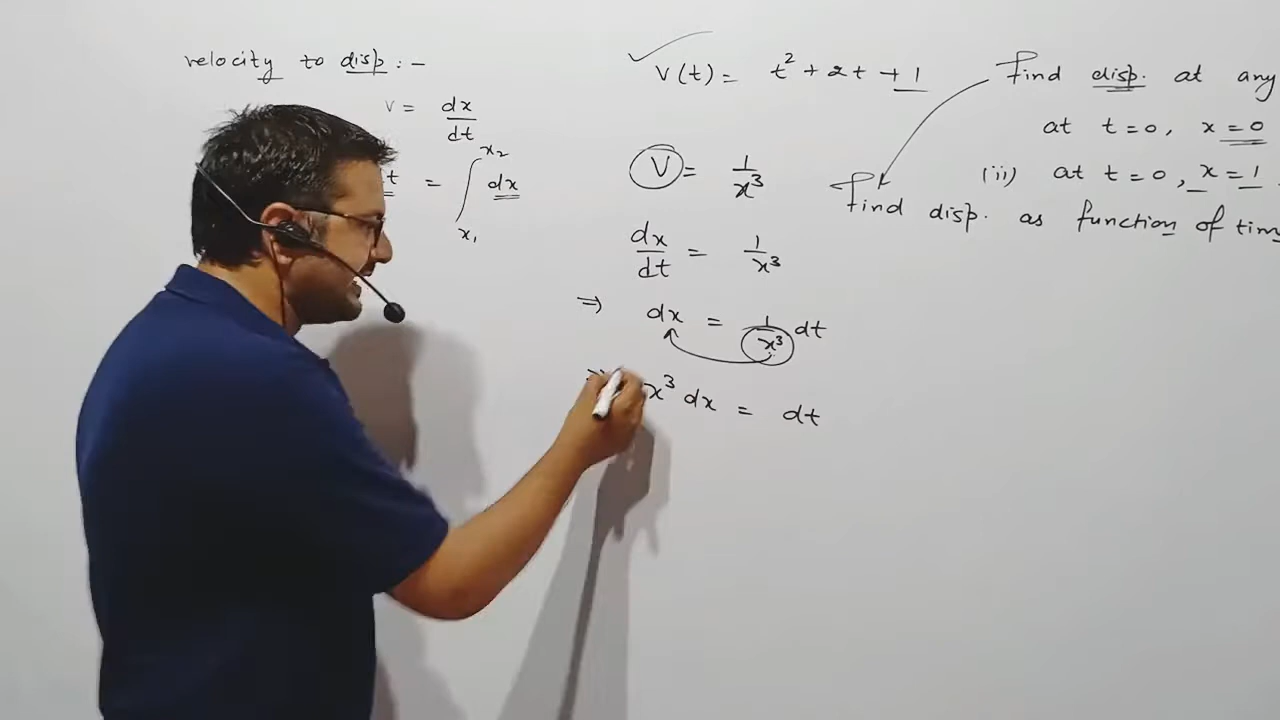 velocity to disp :-
v = dx/dt
t = ∫ dx
x₂
x₁
V(t) = t² + 2t + 1
V = 1/x³
dx/dt = 1/x³
⇒ dx = 1/x³ dt
⇒ x³ dx = dt
Find disp. at any
at t=0, x=0
(ii) at t=0, x=1
Find disp. as function of time